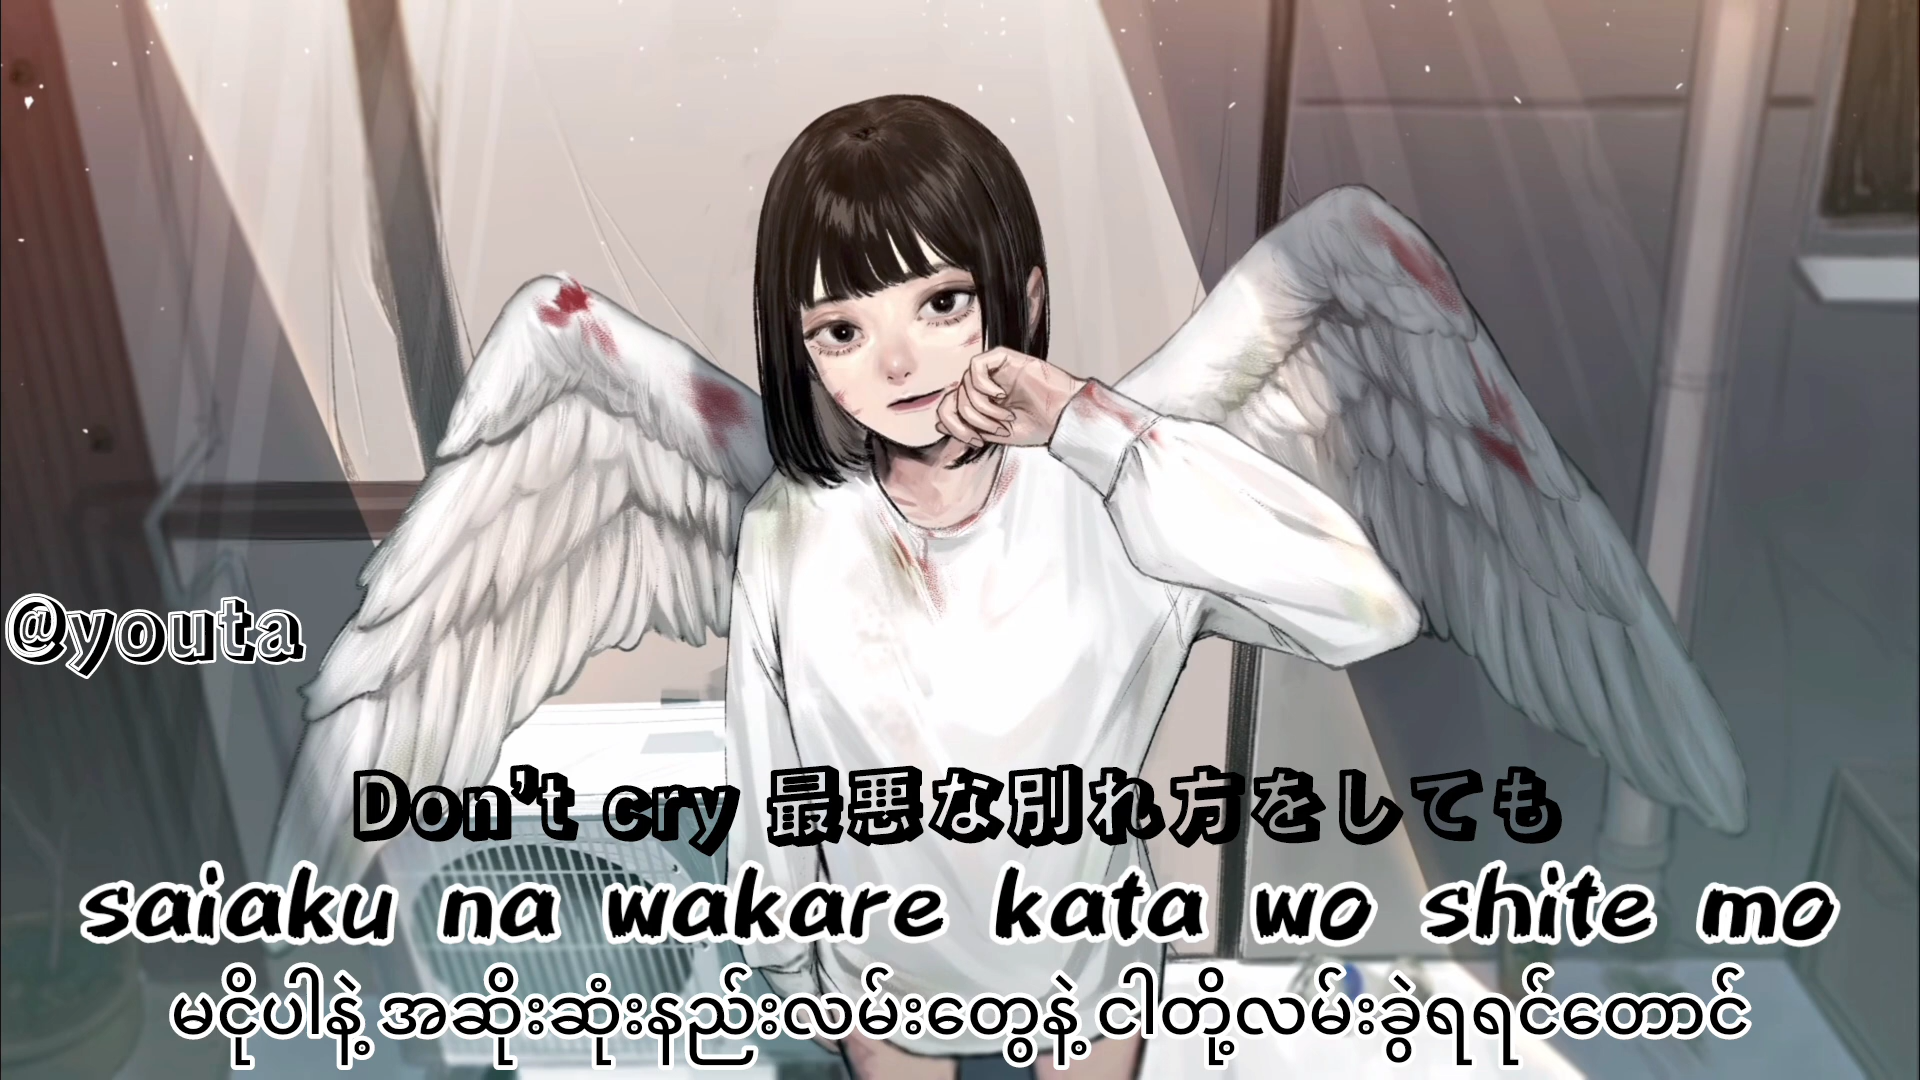 @youta
Don't cry 最悪な別れ方をしても
saiaku na wakare kata wo shite mo
မငိုပါနဲ့ အဆိုးဆုံးနည်းလမ်းတွေနဲ့ ငါတို့လမ်းခွဲရရင်တောင်